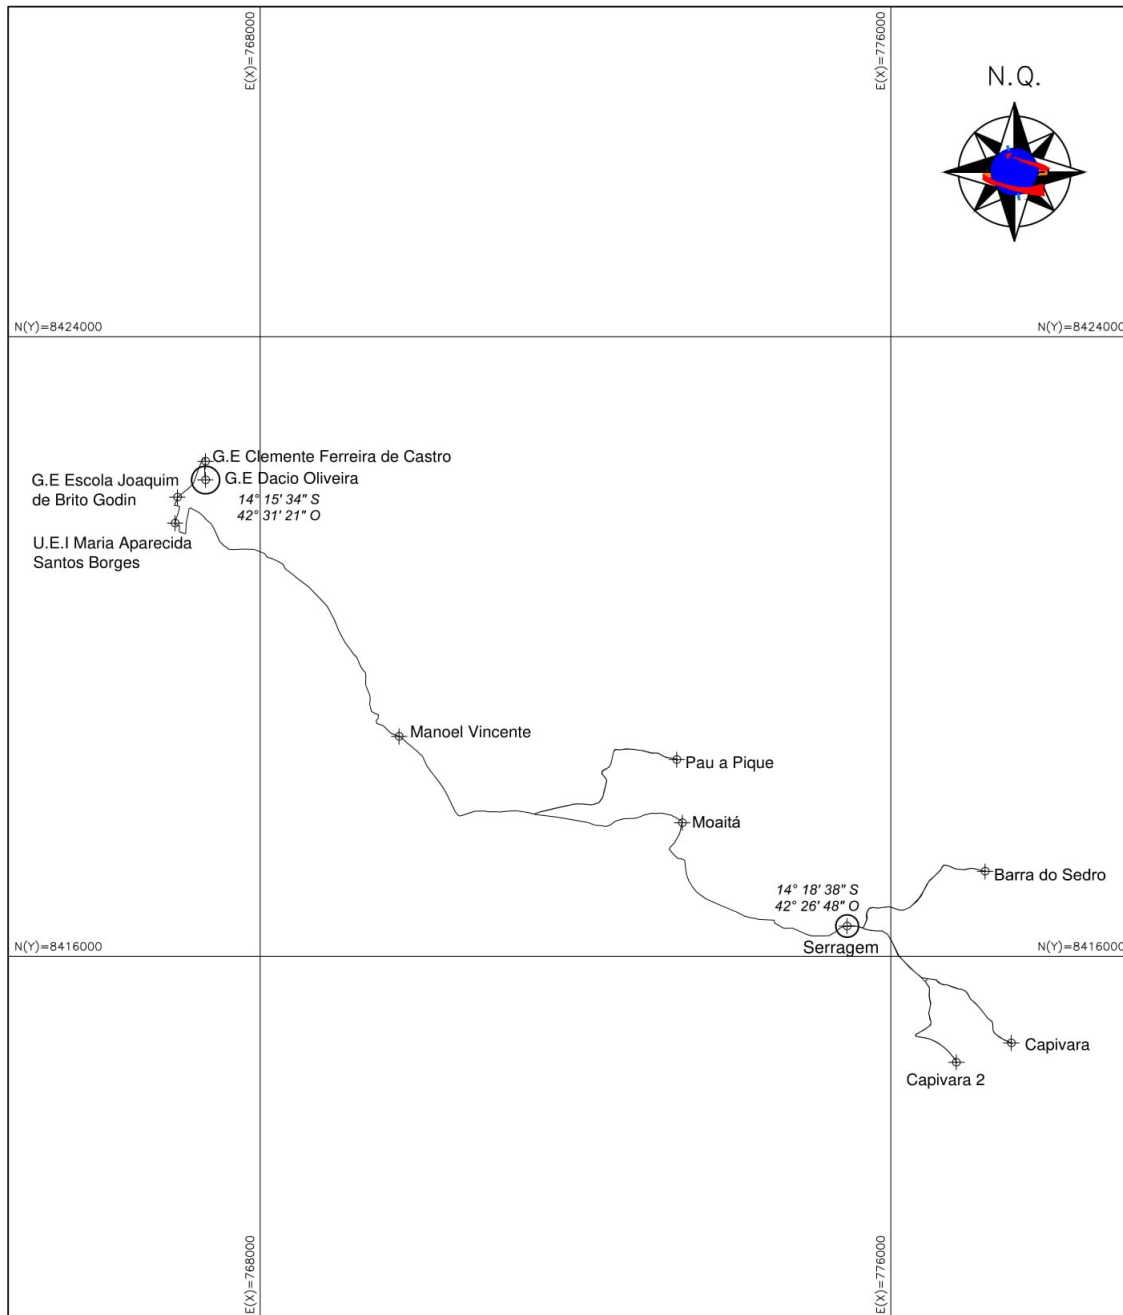 E(X)=768000
E(X)=776000
N.Q.
N(Y)=8424000
N(Y)=8424000
G.E Clemente Ferreira de Castro
G.E Escola Joaquim
de Brito Godin
G.E Dacio Oliveira
14° 15' 34" S
42° 31' 21" O
U.E.I Maria Aparecida
Santos Borges
Manoel Vincente
Pau a Pique
Moaitá
Barra do Sedro
14° 18' 38" S
42° 26' 48" O
Serragem
N(Y)=8416000
N(Y)=8416000
Capivara
Capivara 2
E(X)=768000
E(X)=776000